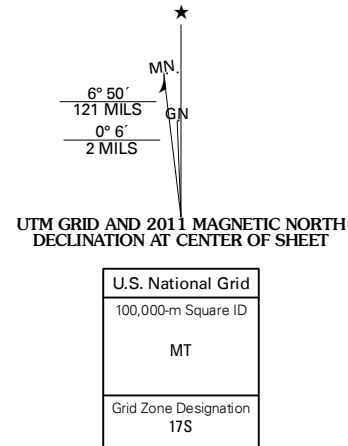 ★
MN
GN
6° 50´
121 MILS
0° 6´
2 MILS
UTM GRID AND 2011 MAGNETIC NORTH
DECLINATION AT CENTER OF SHEET
U.S. National Grid
100,000-m Square ID
MT
Grid Zone Designation
17S